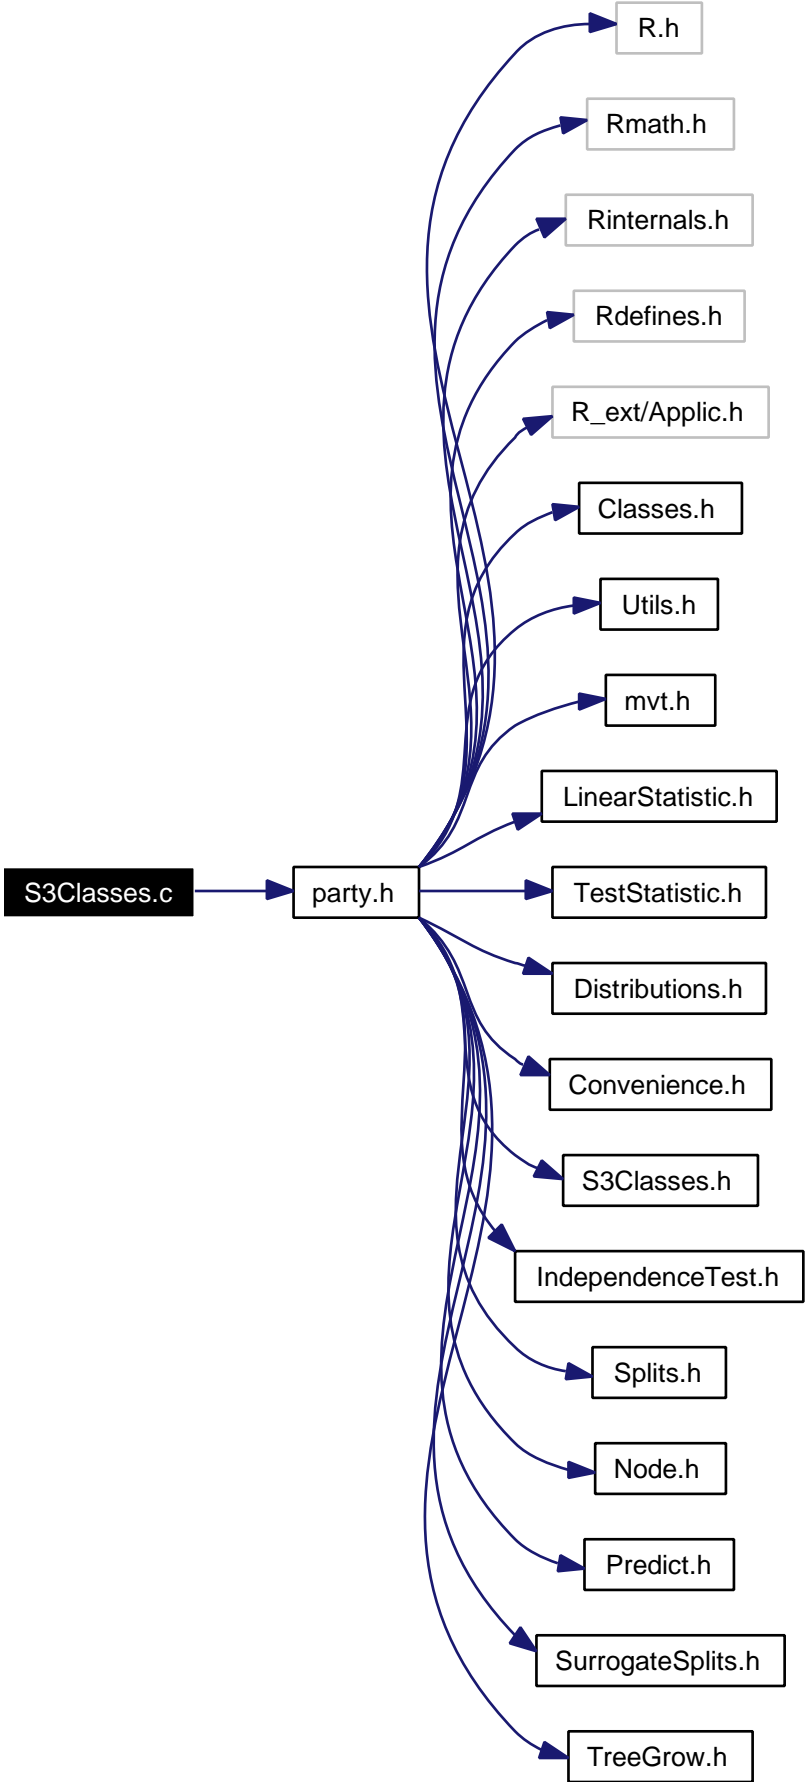 R.h
Rmath.h
Rinternals.h
Rdefines.h
R_ext/Applic.h
Classes.h
Utils.h
mvt.h
LinearStatistic.h
S3Classes.c
party.h
TestStatistic.h
Distributions.h
Convenience.h
S3Classes.h
IndependenceTest.h
Splits.h
Node.h
Predict.h
SurrogateSplits.h
TreeGrow.h